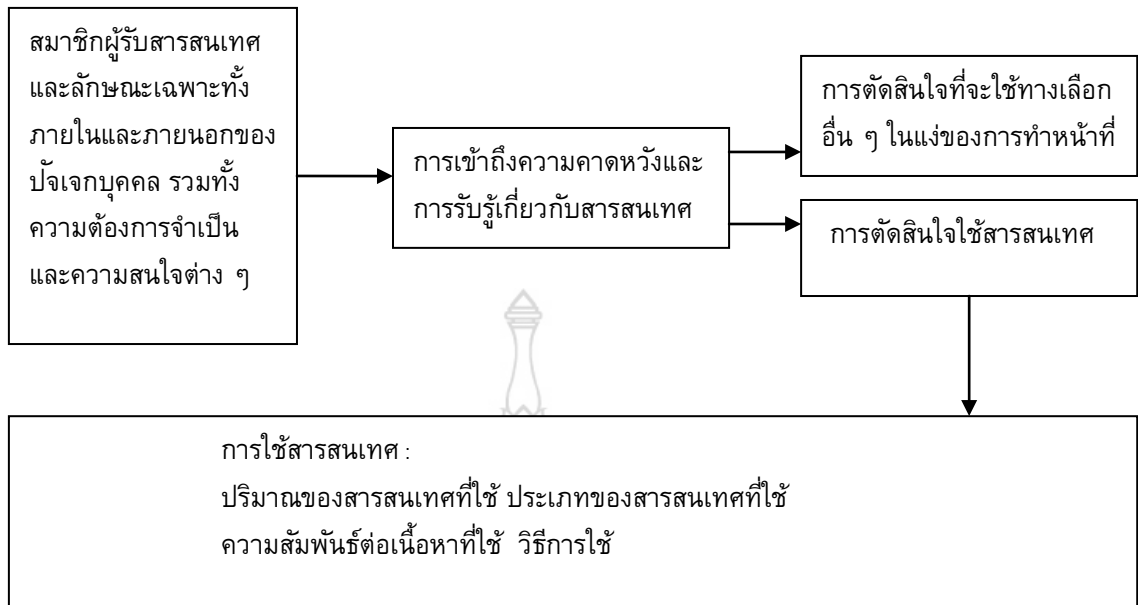 สมาชิกผู้รับสารสนเทศ
และลักษณะเฉพาะทั้ง
ภายในและภายนอกของ
ปัจเจกบุคคล รวมทั้ง
ความต้องการจำเป็น
และความสนใจต่าง ๆ
การเข้าถึงความคาดหวังและ
การรับรู้เกี่ยวกับสารสนเทศ
การตัดสินใจที่จะใช้ทางเลือก
อื่น ๆ ในแง่ของการทำหน้าที่
การตัดสินใจใช้สารสนเทศ
การใช้สารสนเทศ :
ปริมาณของสารสนเทศที่ใช้ ประเภทของสารสนเทศที่ใช้
ความสัมพันธ์ต่อเนื้อหาที่ใช้ วิธีการใช้